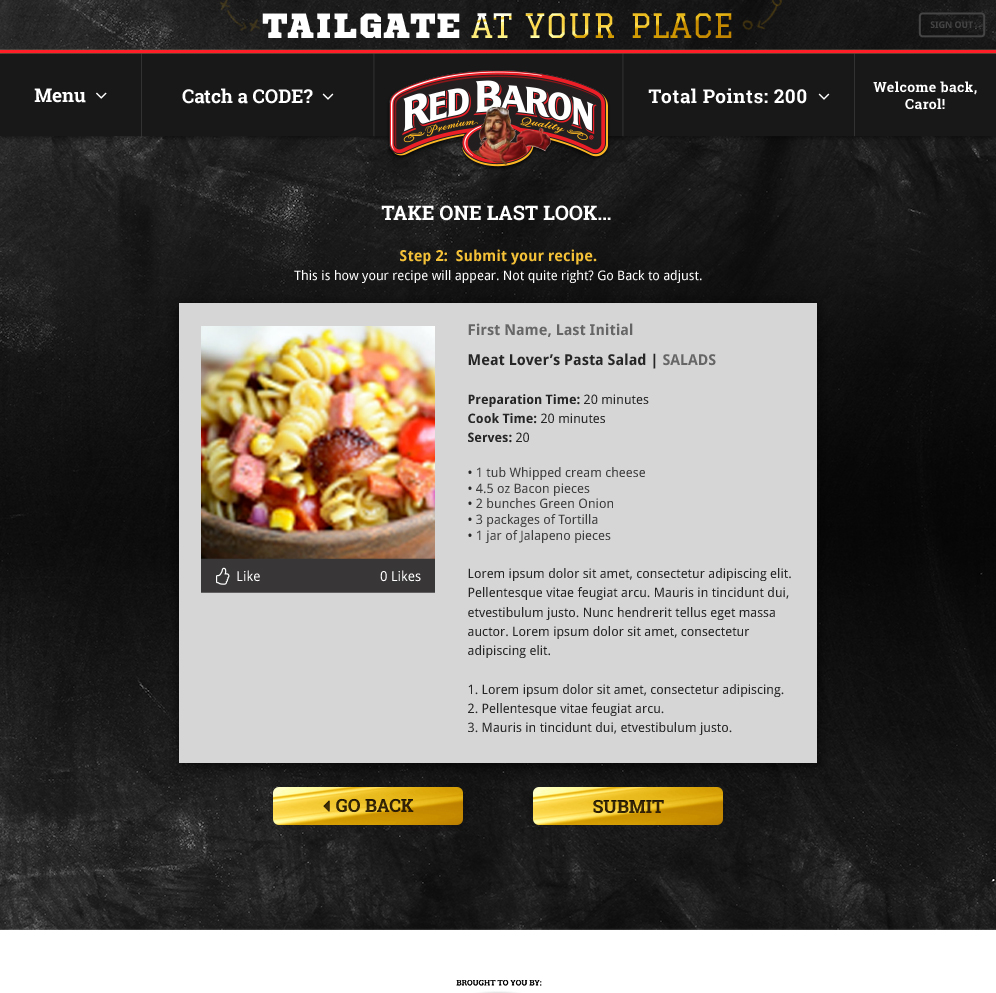 TAILGATE AT YOUR PLACE
SIGN OUT
Menu
Catch a CODE?
RED BARON
Premium Quality
Total Points: 200
Welcome back,
Carol!
TAKE ONE LAST LOOK...
Step 2: Submit your recipe.
This is how your recipe will appear. Not quite right? Go Back to adjust.
First Name, Last Initial
Meat Lover’s Pasta Salad | SALADS
Preparation Time: 20 minutes
Cook Time: 20 minutes
Serves: 20
• 1 tub Whipped cream cheese
• 4.5 oz Bacon pieces
• 2 bunches Green Onion
• 3 packages of Tortilla
• 1 jar of Jalapeno pieces
Like
0 Likes
Lorem ipsum dolor sit amet, consectetur adipiscing elit.
Pellentesque vitae feugiat arcu. Mauris in tincidunt dui,
etvestibulum justo. Nunc hendrerit tellus eget massa
auctor. Lorem ipsum dolor sit amet, consectetur
adipiscing elit.
1. Lorem ipsum dolor sit amet, consectetur adipiscing.
2. Pellentesque vitae feugiat arcu.
3. Mauris in tincidunt dui, etvestibulum justo.
GO BACK
SUBMIT
BROUGHT TO YOU BY: